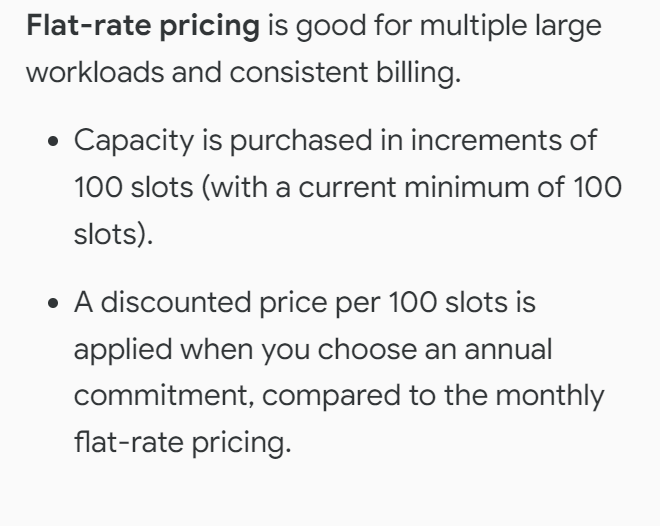 Flat-rate pricing is good for multiple large
workloads and consistent billing.
• Capacity is purchased in increments of
100 slots (with a current minimum of 100
slots).
• A discounted price per 100 slots is
applied when you choose an annual
commitment, compared to the monthly
flat-rate pricing.